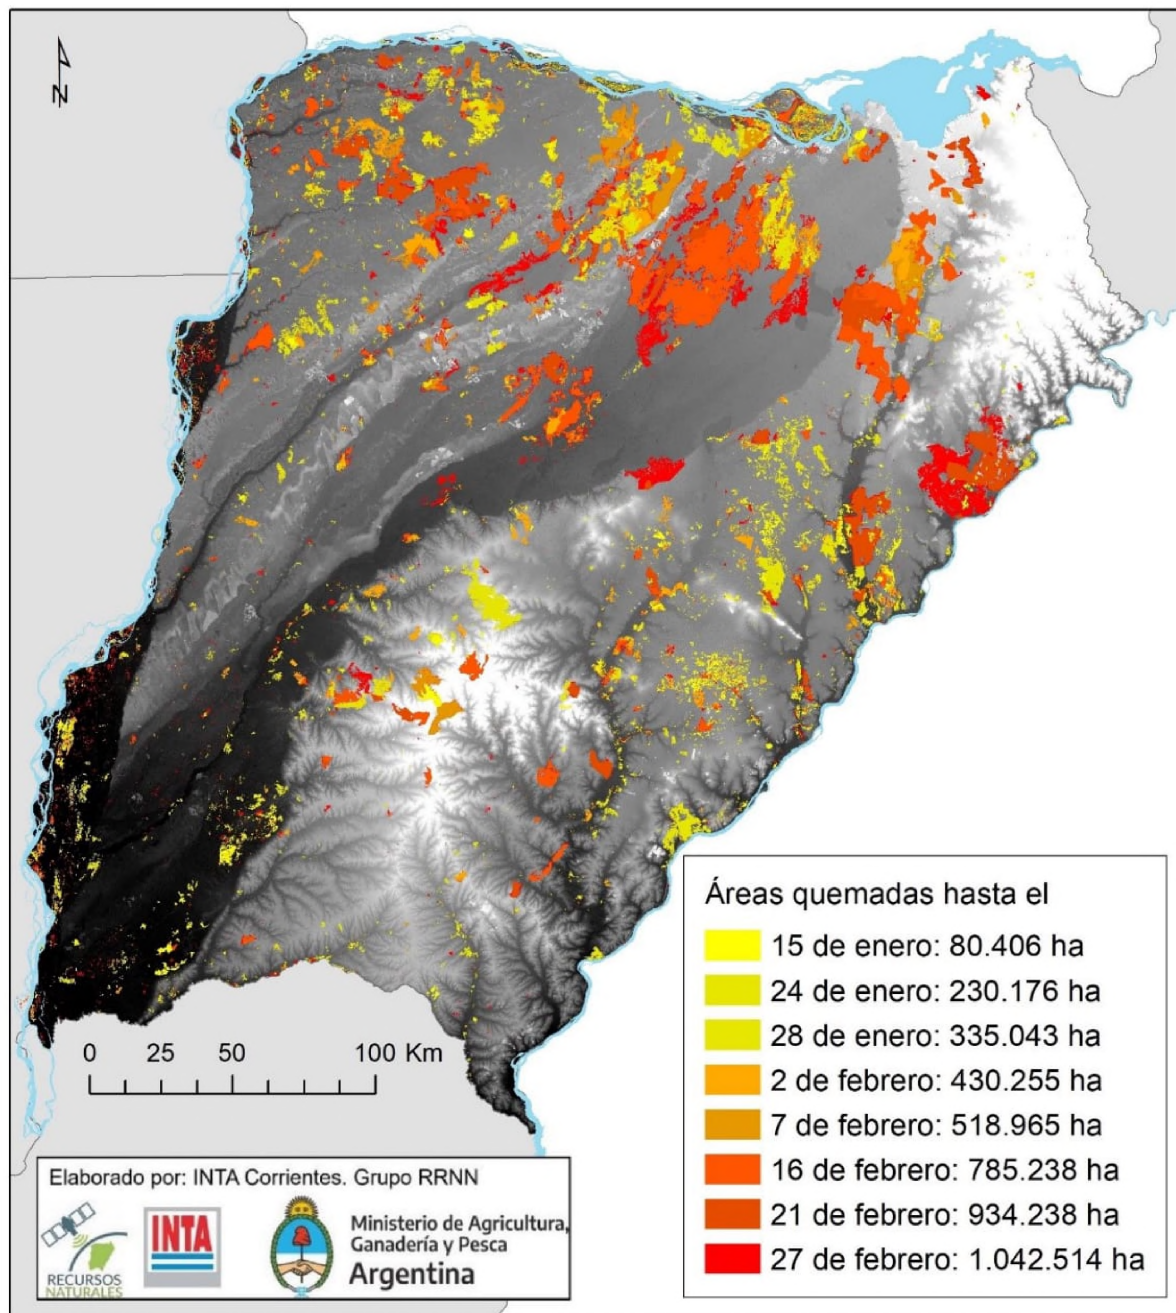 N
Áreas quemadas hasta el
15 de enero: 80.406 ha
24 de enero: 230.176 ha
28 de enero: 335.043 ha
2 de febrero: 430.255 ha
7 de febrero: 518.965 ha
16 de febrero: 785.238 ha
21 de febrero: 934.238 ha
27 de febrero: 1.042.514 ha
0 25 50 100 Km
Elaborado por: INTA Corrientes. Grupo RRNN
RECURSOS
NATURALES
INTA
Ministerio de Agricultura,
Ganadería y Pesca
Argentina